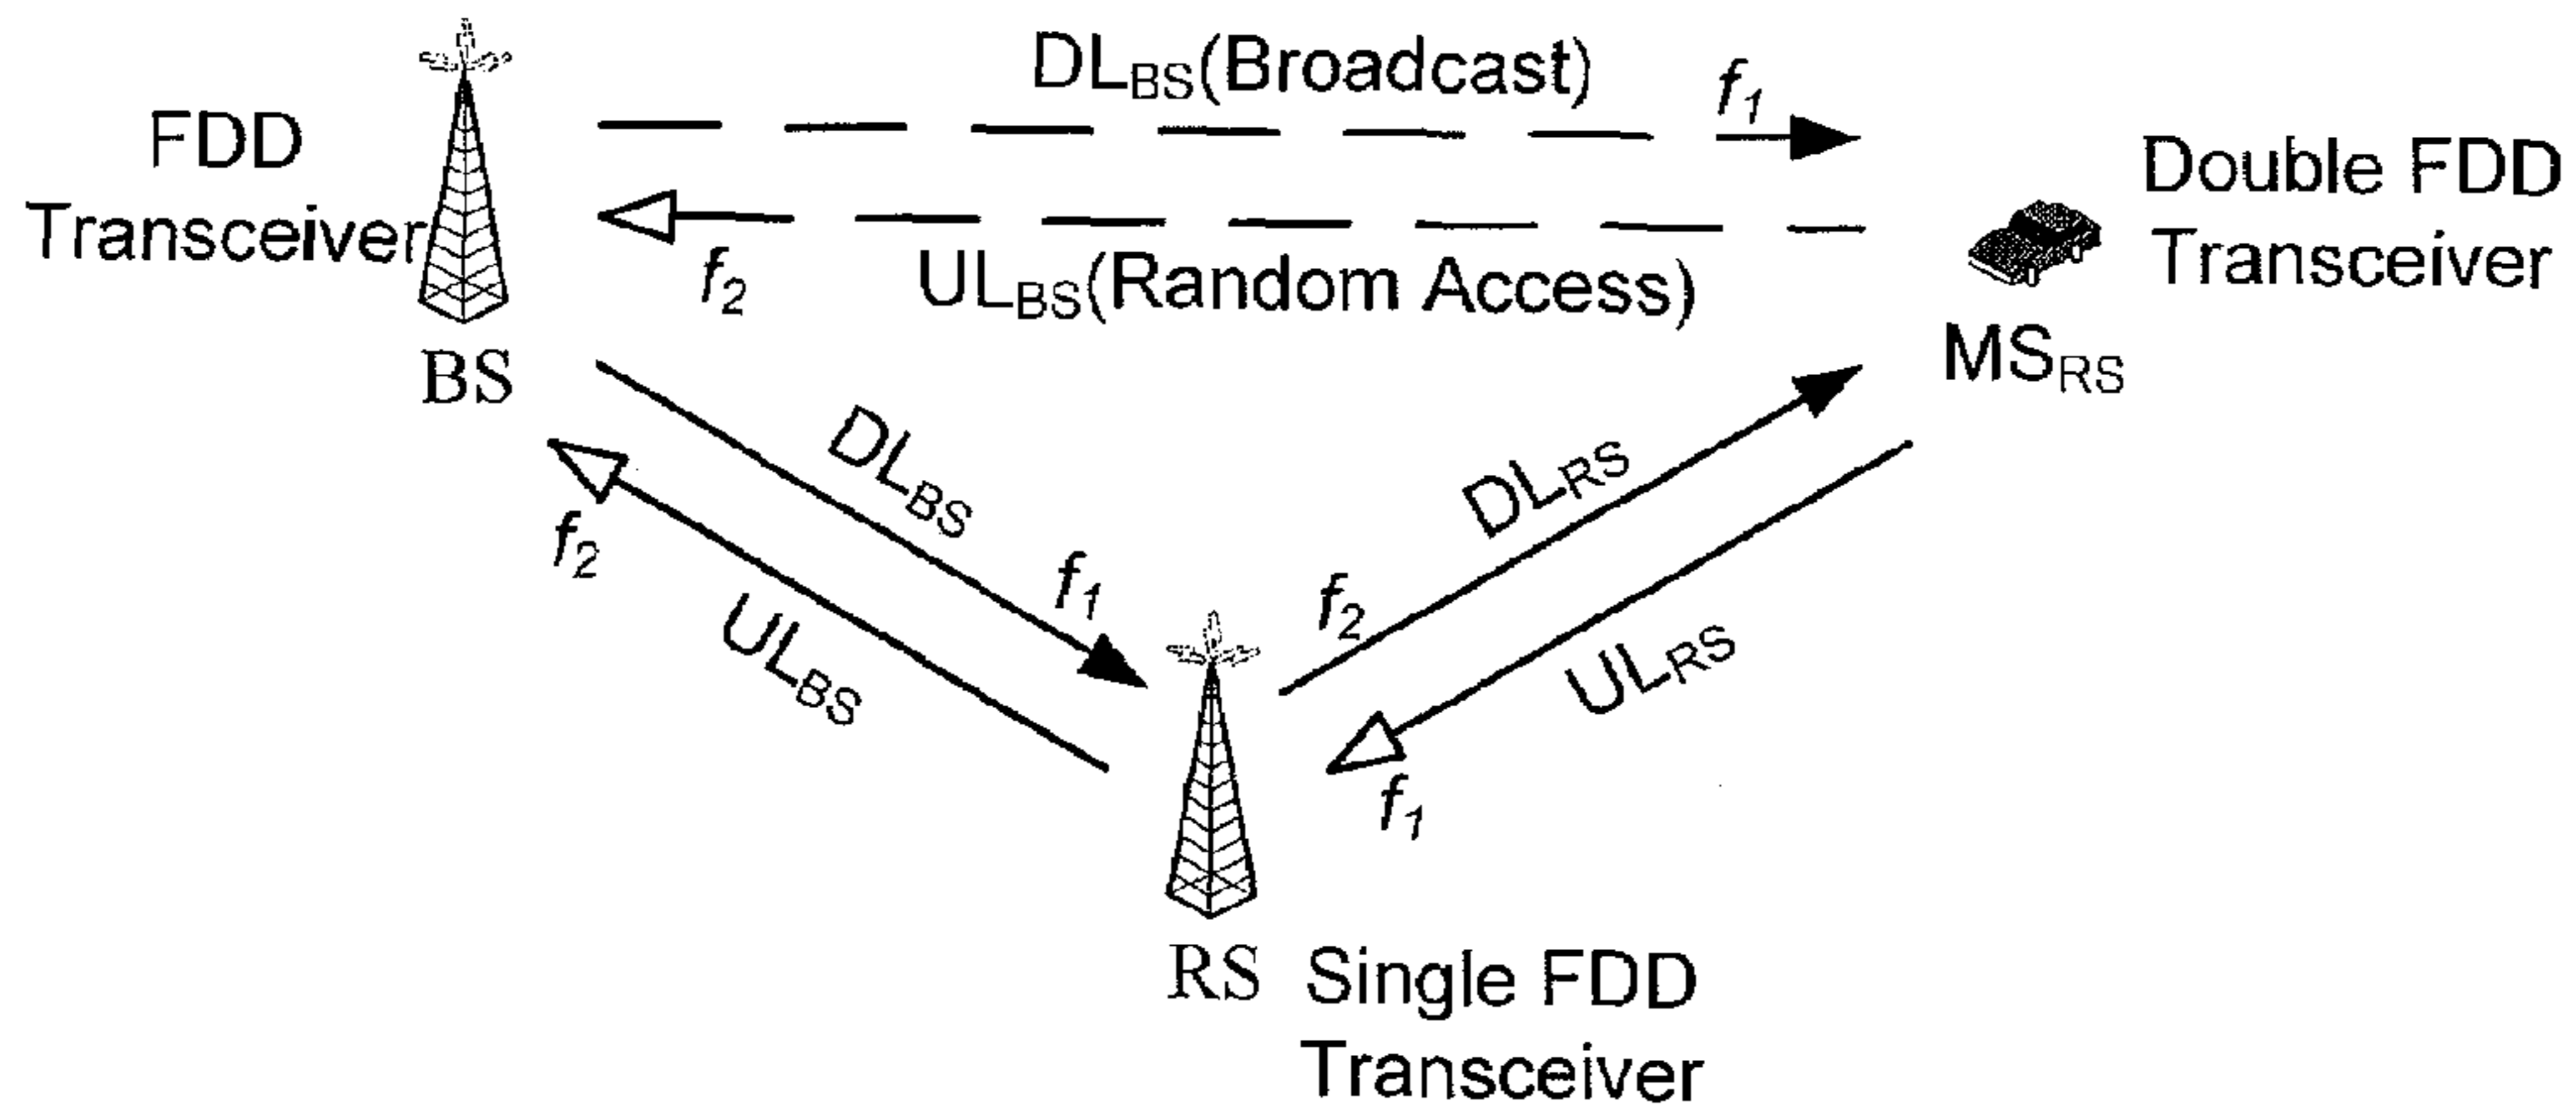 DLBS(Broadcast)
f1
FDD
Transceiver
Double FDD
Transceiver
f2
ULBS(Random Access)
BS
MSRS
DLBS
f1
f2
ULBS
DLRS
f2
ULRS
f1
RS
Single FDD
Transceiver